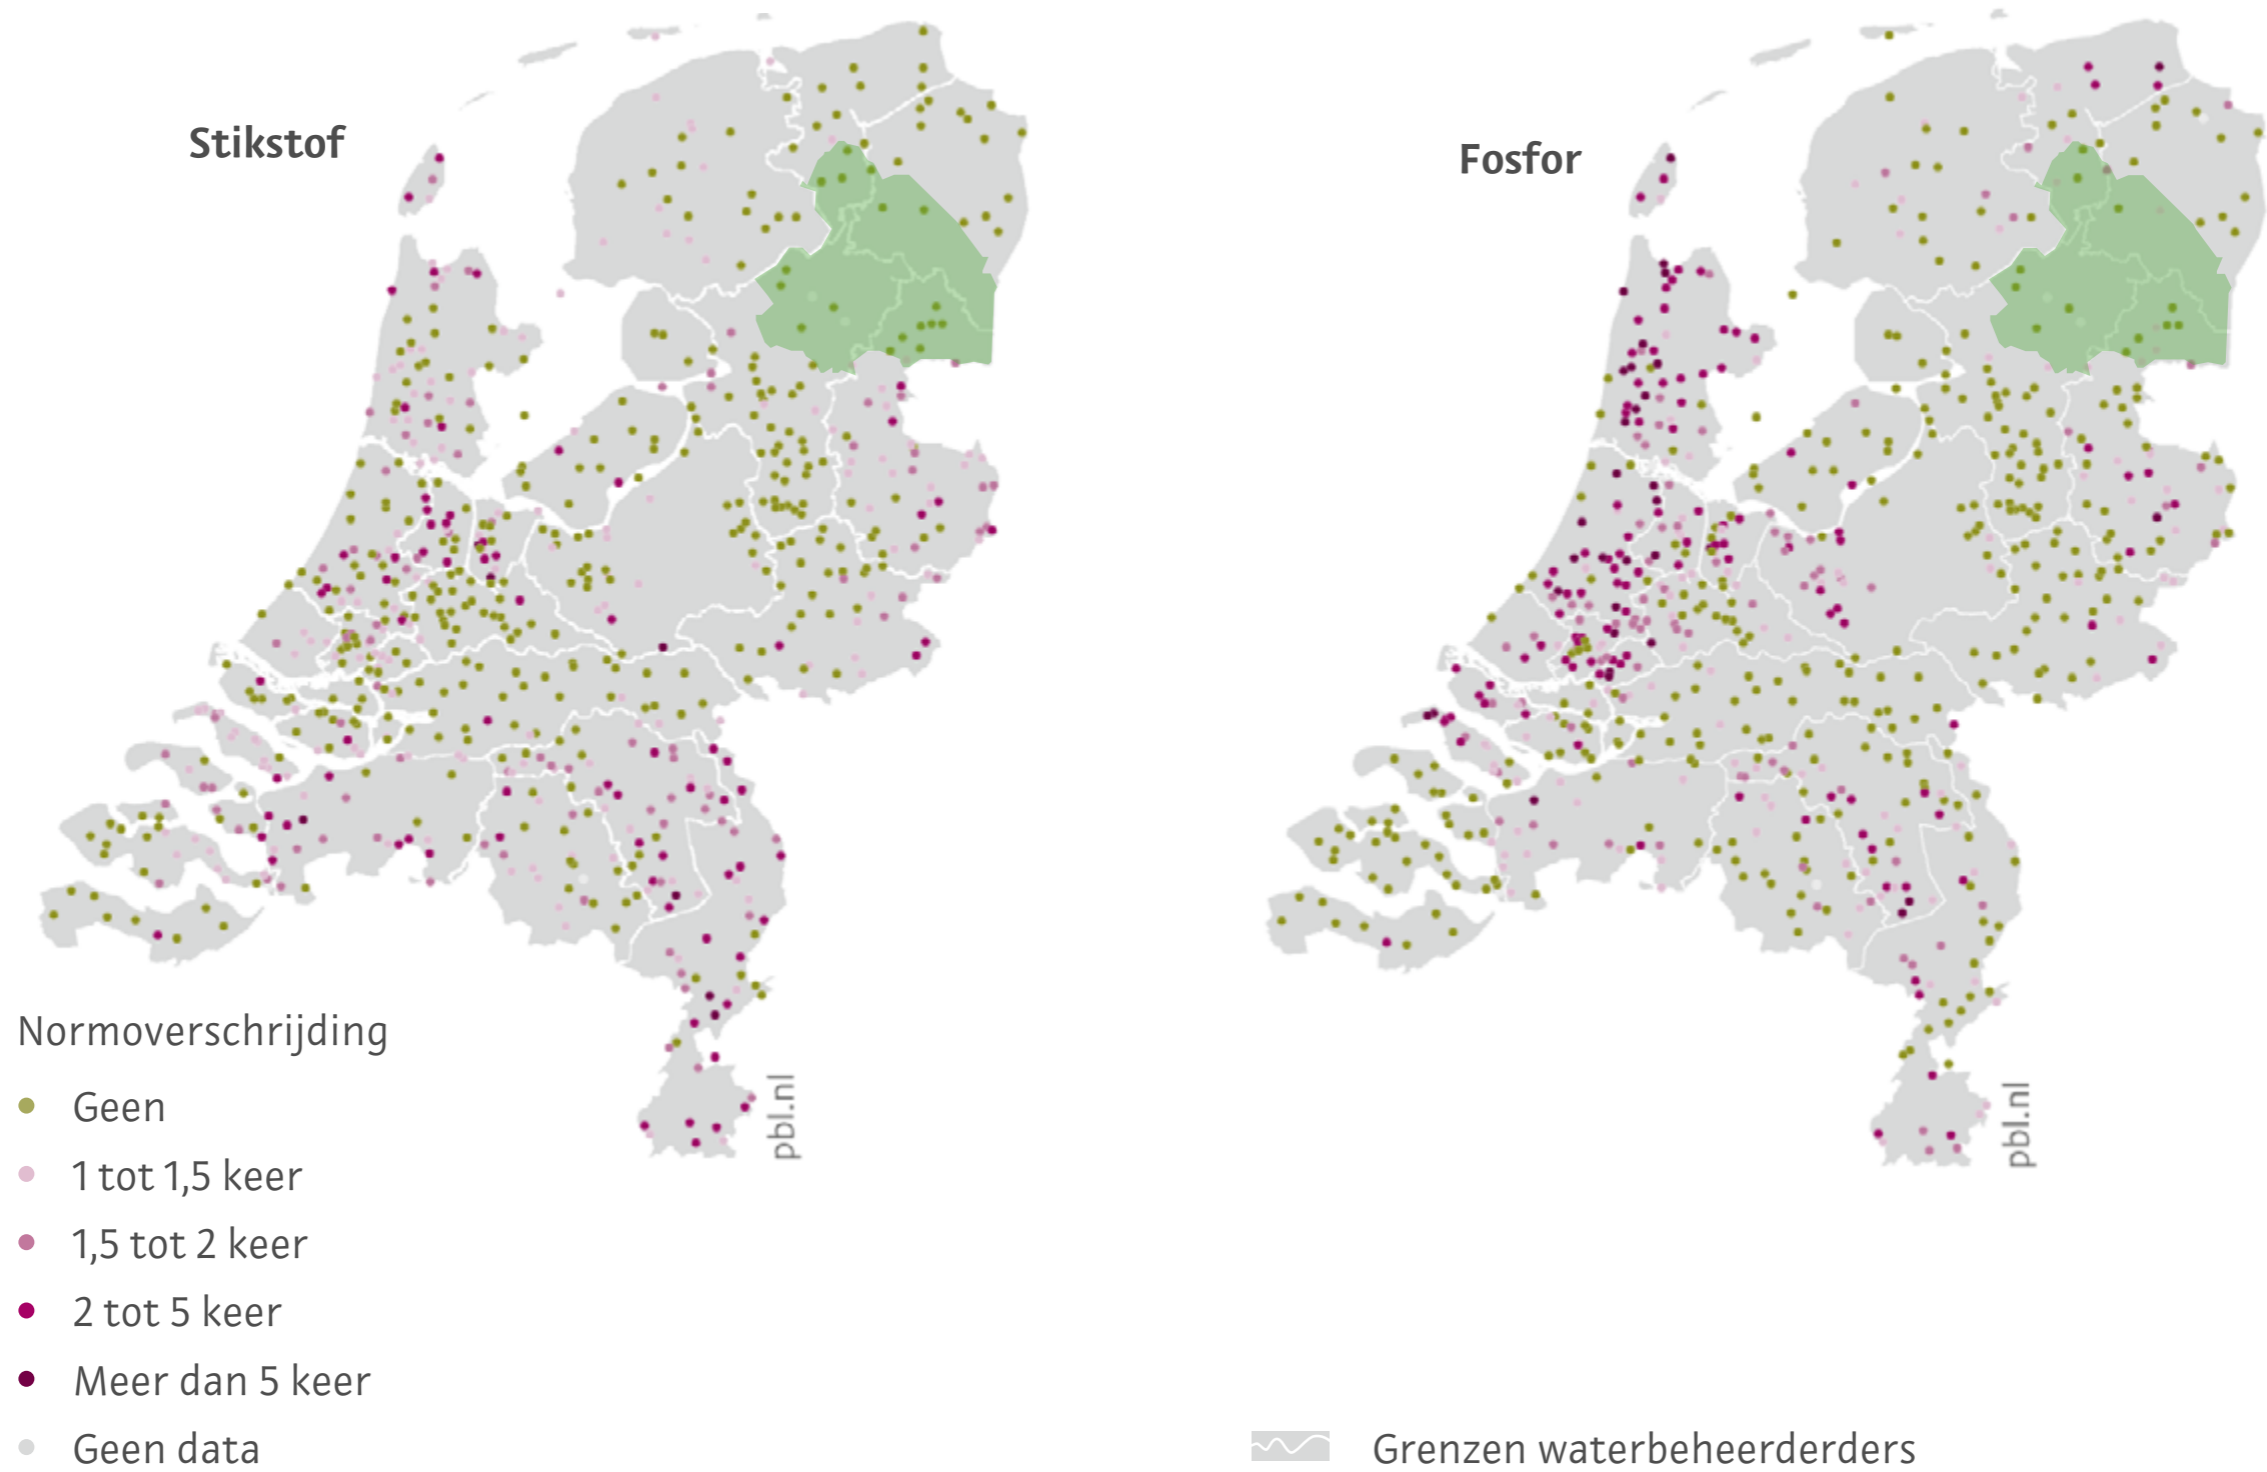 Stikstof
Fosfor
pbl.nl
pbl.nl
Normoverschrijding
Geen
1 tot 1,5 keer
1,5 tot 2 keer
2 tot 5 keer
Meer dan 5 keer
Geen data
Grenzen waterbeheerderders